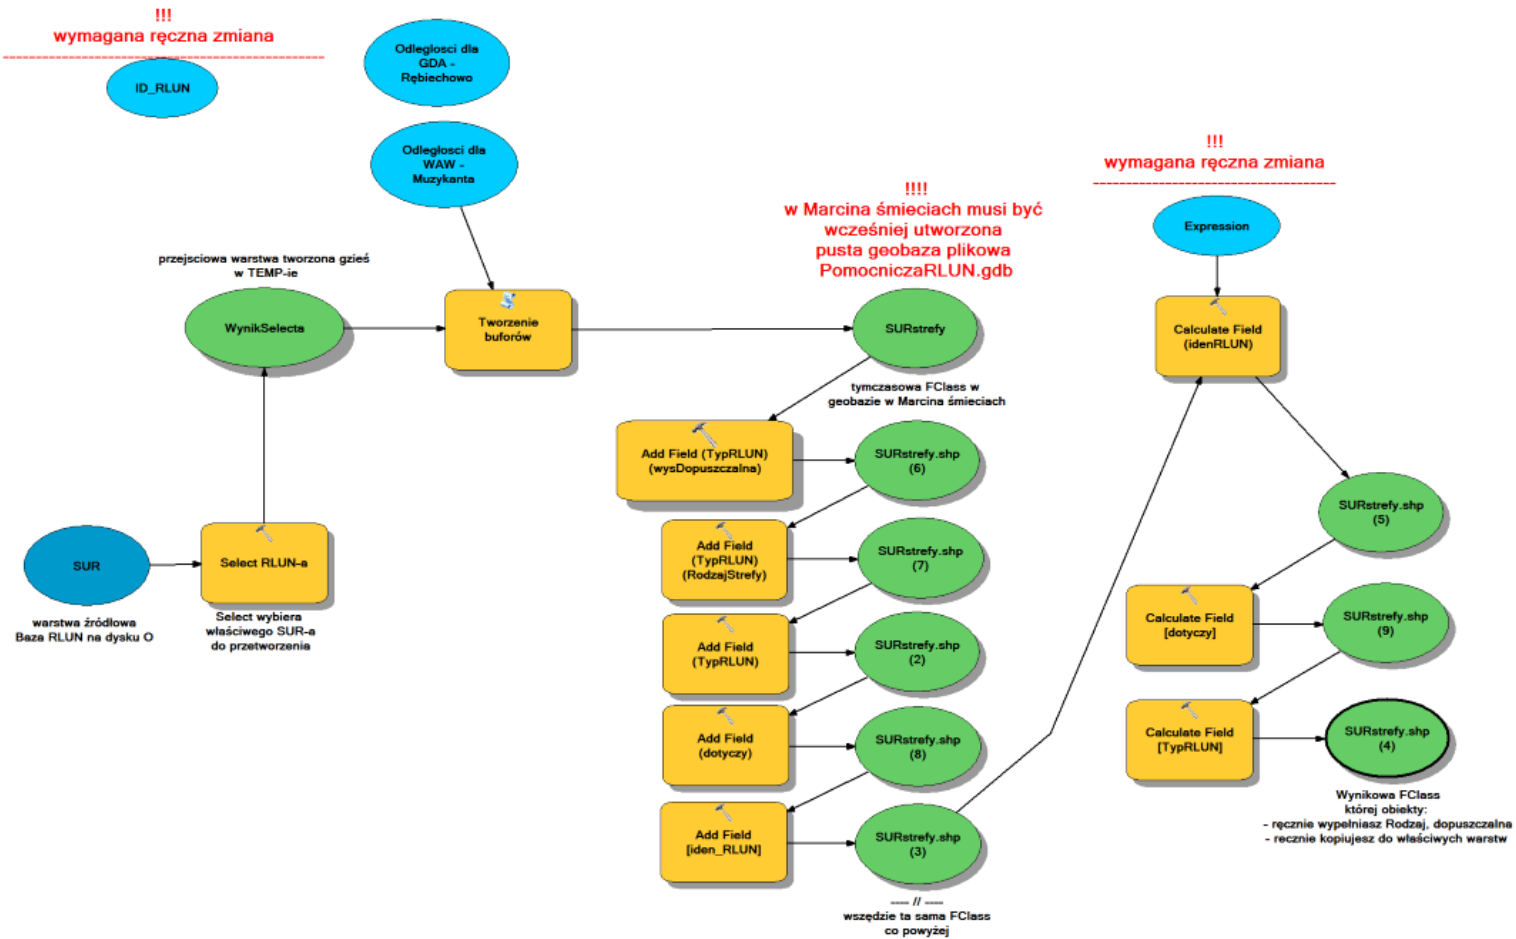 !!!
wymagana ręczna zmiana
ID_RLUN
Odleglosci dla
GDA -
Rębiechowo
Odleglosci dla
WAW -
Muzykanta
przejsciowa warstwa tworzona gzieś
w TEMP-ie
WynikSelecta
Tworzenie
buforów
!!!!
w Marcina śmieciach musi być
wcześniej utworzona
pusta geobaza plikowa
PomocniczaRLUN.gdb
SURstrefy
tymczasowa FClass w
geobazie w Marcina śmieciach
SUR
warstwa źródłowa
Baza RLUN na dysku O
Select RLUN-a
Select wybiera
właściwego SUR-a
do przetworzenia
Add Field (TypRLUN)
(wysDopuszczalna)
SURstrefy.shp
(6)
Add Field
(TypRLUN)
(RodzajStrefy)
SURstrefy.shp
(7)
Add Field
(TypRLUN)
SURstrefy.shp
(2)
Add Field
(dotyczy)
SURstrefy.shp
(8)
Add Field
[iden_RLUN]
SURstrefy.shp
(3)
---- // ----
wszędzie ta sama FClass
co powyżej
!!!
wymagana ręczna zmiana
Expression
Calculate Field
(idenRLUN)
SURstrefy.shp
(5)
Calculate Field
[dotyczy]
SURstrefy.shp
(9)
Calculate Field
[TypRLUN]
SURstrefy.shp
(4)
Wynikowa FClass
której obiekty:
- ręcznie wypełniasz Rodzaj, dopuszczalna
- recznie kopiujesz do właściwych warstw